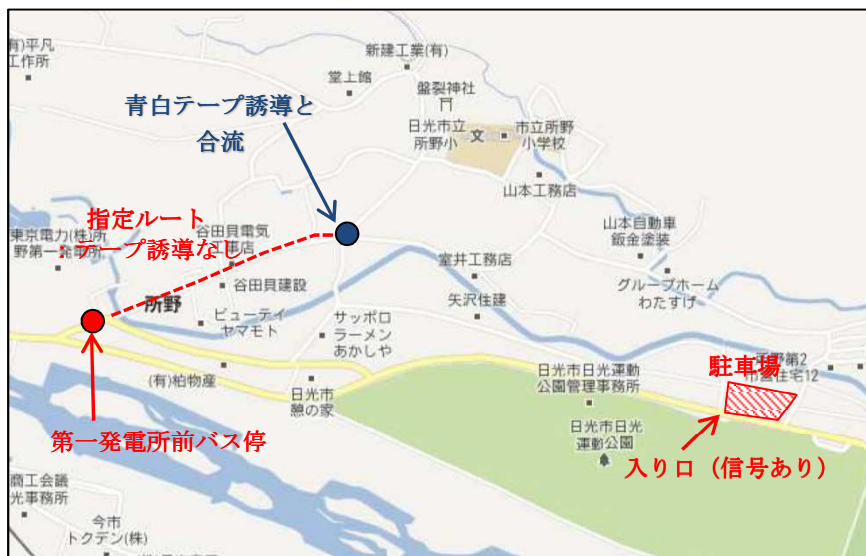 有)平凡
工作所
新建工業(有)
堂上館
盤裂神社
青白テープ誘導と
合流
日光市立
所野小
文
市立所野
小学校
山本工務店
指定ルート
:テープ誘導なし
東京電力(株)所
野第一発電所
谷田貝電気
工事店
山本自動車
鈑金塗装
室井工務店
グループホーム
わたすげ
谷田貝建設
所野
ビューティ
ヤマモト
サッポロ
ラーメン
あかしや
矢沢住建
(有)柏物産
日光市
憩の家
日光市日光運動
公園管理事務所
駐車場
所野第2
市営住宅12
第一発電所前バス停
日光市日光
運動公園
入り口（信号あり）
商工会議
光事務所
今市
トクデン(株)